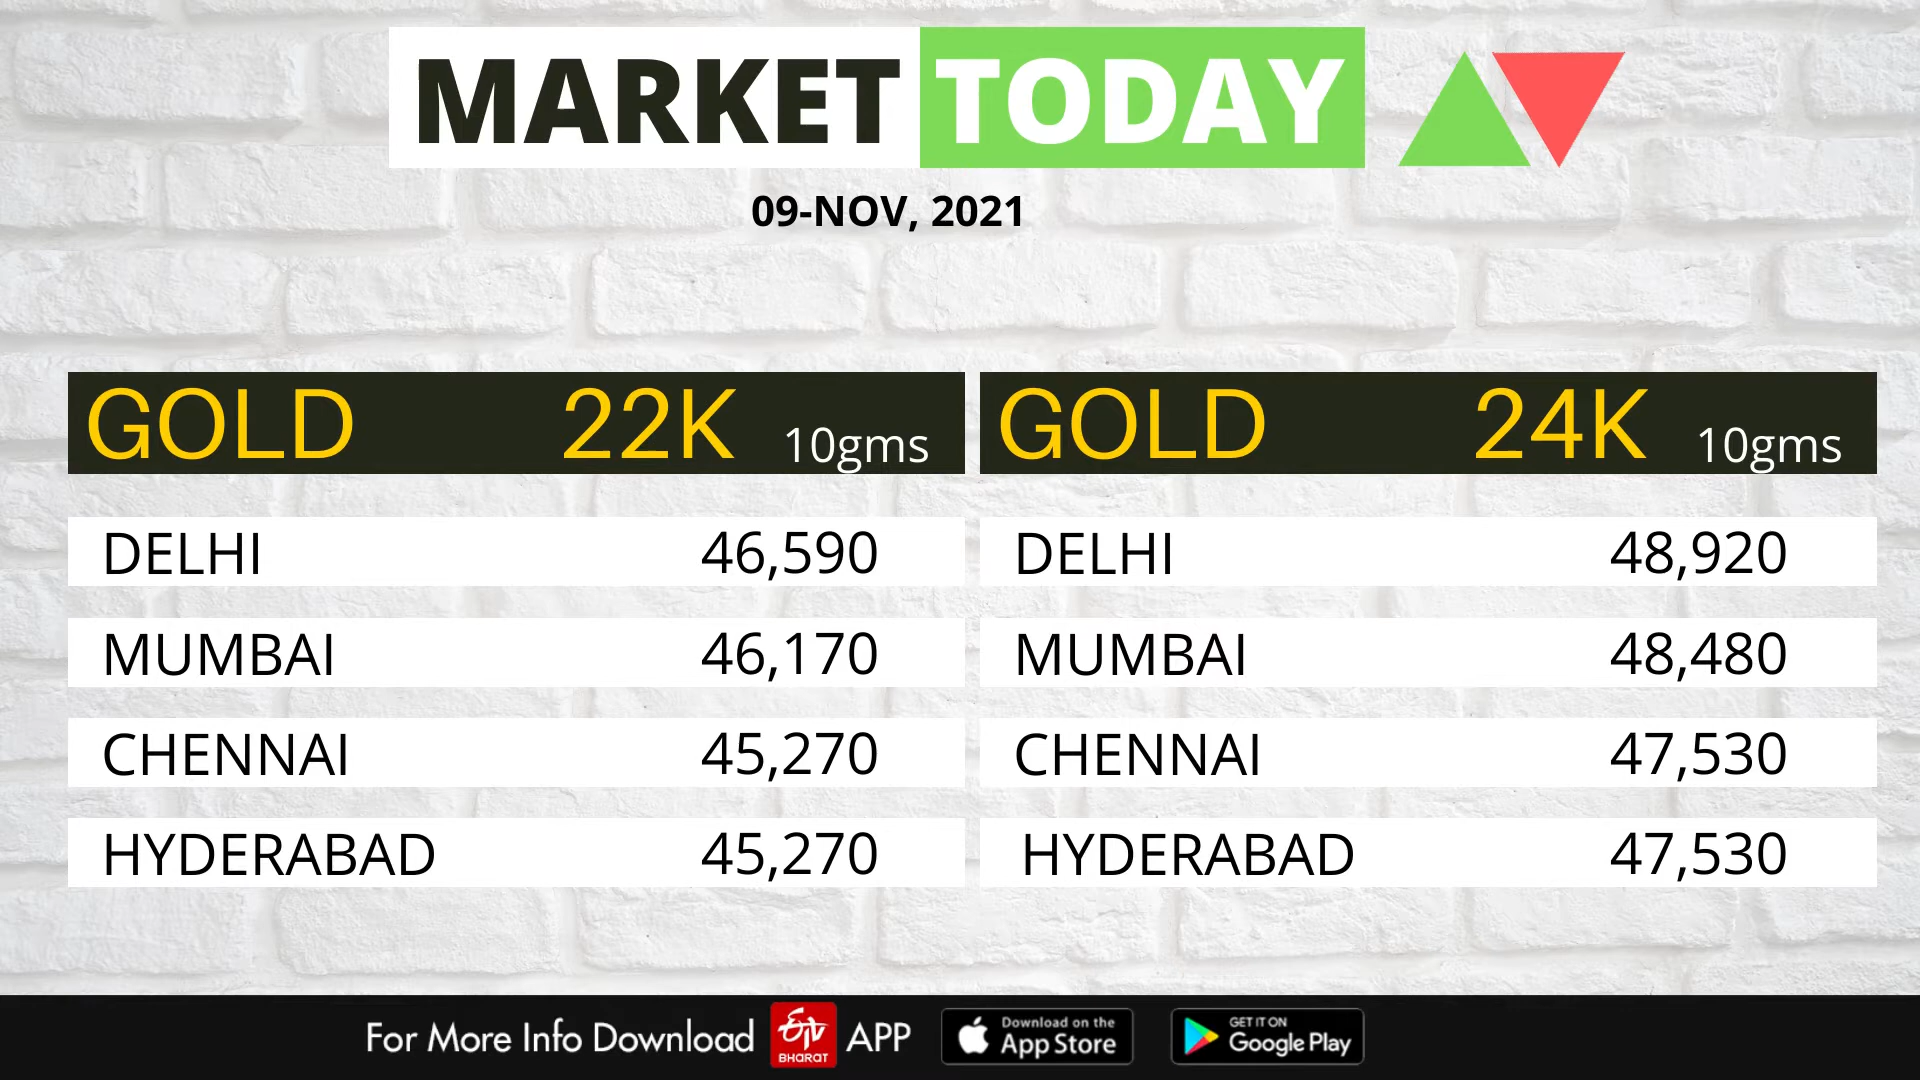 MARKET TODAY
09-NOV, 2021
GOLD 22K 10gms
DELHI 46,590
MUMBAI 46,170
CHENNAI 45,270
HYDERABAD 45,270
GOLD 24K 10gms
DELHI 48,920
MUMBAI 48,480
CHENNAI 47,530
HYDERABAD 47,530
For More Info Download ETV BHARAT APP
Download on the
App Store
GET IT ON
Google Play